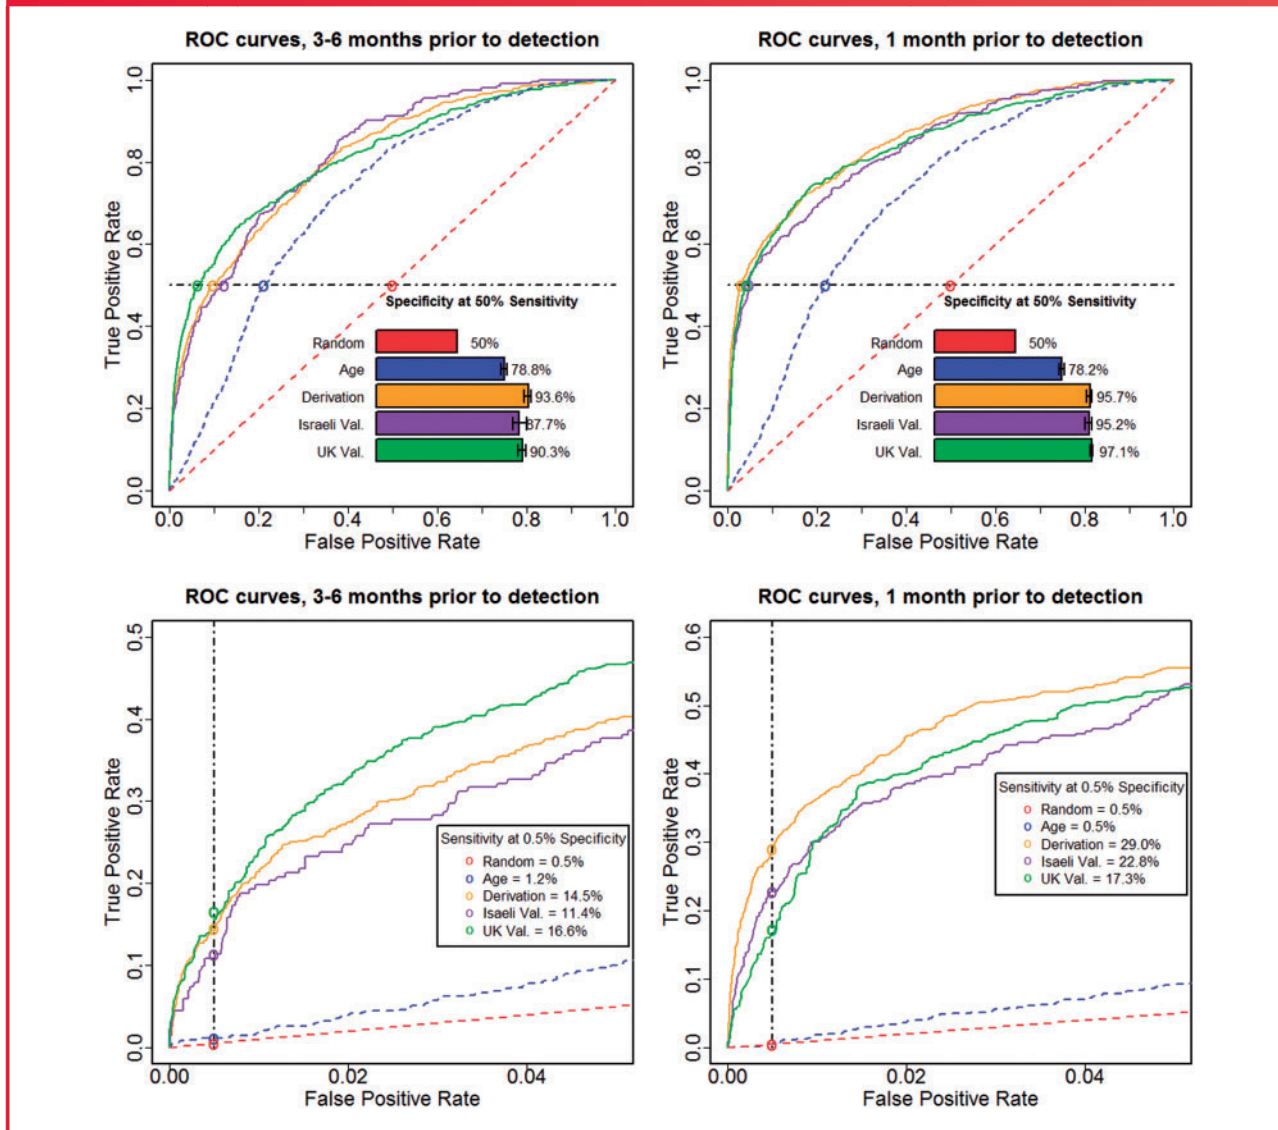 ROC curves, 3-6 months prior to detection
True Positive Rate
1.0
0.8
0.6
0.4
0.2
0.0
Specificity at 50% Sensitivity
Random 50%
Age 78.8%
Derivation 93.6%
Israeli Val. 87.7%
UK Val. 90.3%
0.0 0.2 0.4 0.6 0.8 1.0
False Positive Rate
ROC curves, 1 month prior to detection
True Positive Rate
1.0
0.8
0.6
0.4
0.2
0.0
Specificity at 50% Sensitivity
Random 50%
Age 78.2%
Derivation 95.7%
Israeli Val. 95.2%
UK Val. 97.1%
0.0 0.2 0.4 0.6 0.8 1.0
False Positive Rate
ROC curves, 3-6 months prior to detection
True Positive Rate
0.5
0.4
0.3
0.2
0.1
0.0
Sensitivity at 0.5% Specificity
Random = 0.5%
Age = 1.2%
Derivation = 14.5%
Isaeli Val. = 11.4%
UK Val. = 16.6%
0.00 0.02 0.04
False Positive Rate
ROC curves, 1 month prior to detection
True Positive Rate
0.6
0.5
0.4
0.3
0.2
0.1
0.0
Sensitivity at 0.5% Specificity
Random = 0.5%
Age = 0.5%
Derivation = 29.0%
Isaeli Val. = 22.8%
UK Val. = 17.3%
0.00 0.02 0.04
False Positive Rate